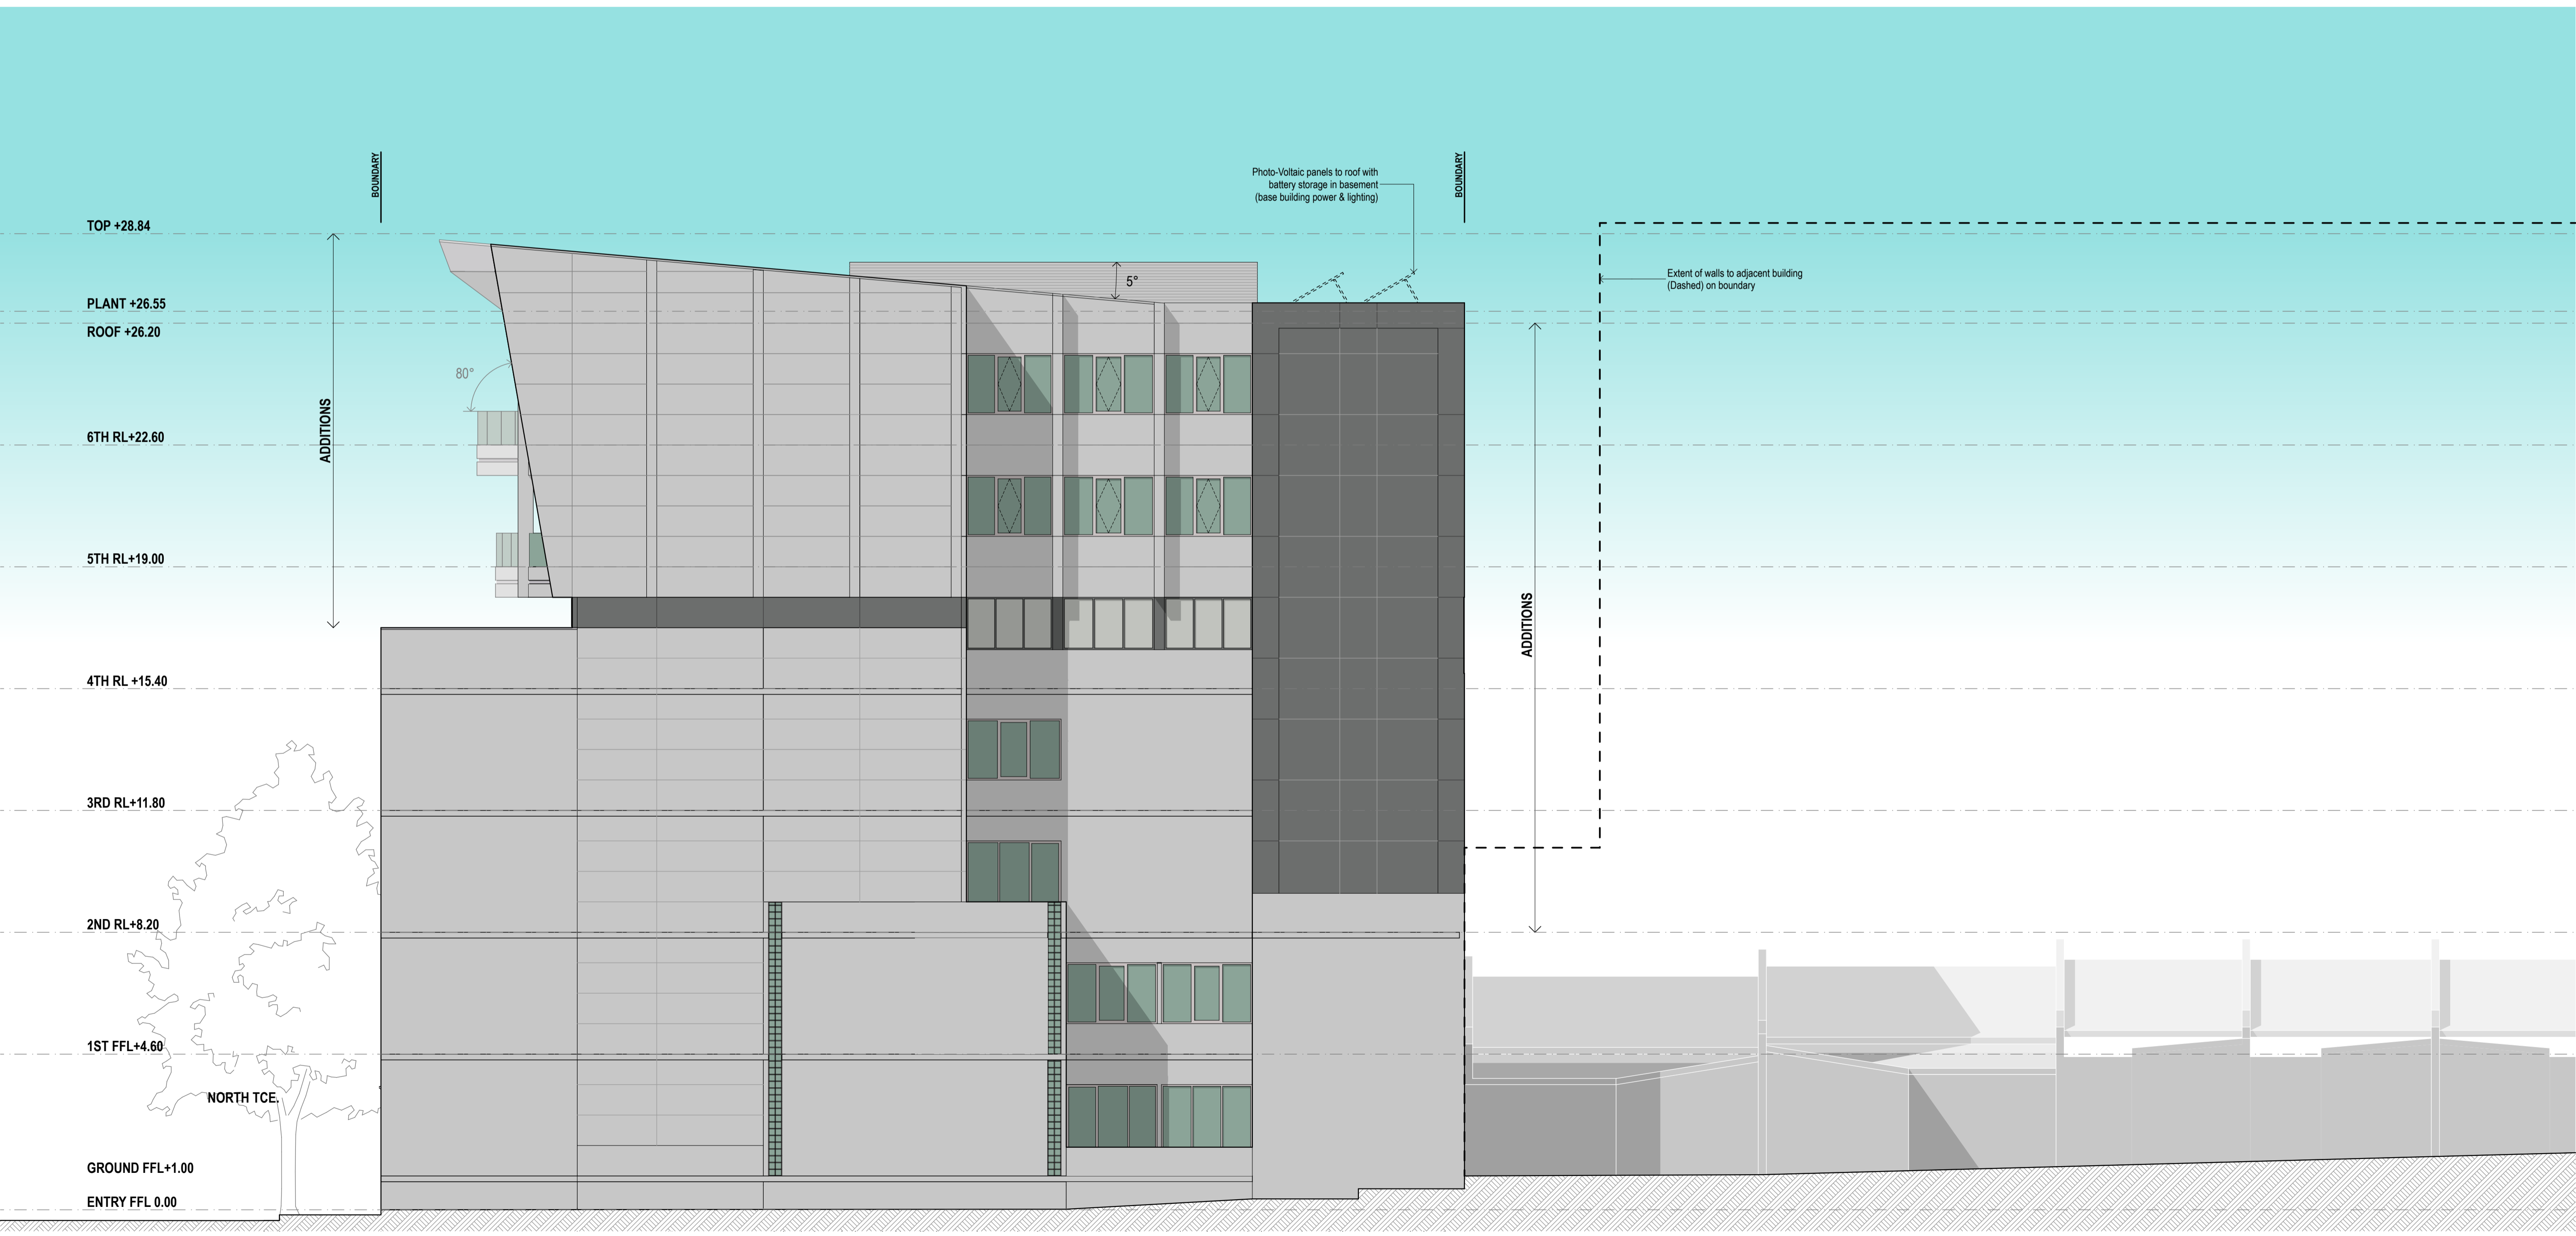 BOUNDARY
BOUNDARY
Photo-Voltaic panels to roof with
battery storage in basement
(base building power & lighting)
TOP +28.84
Extent of walls to adjacent building
(Dashed) on boundary
5°
PLANT +26.55
ROOF +26.20
80°
ADDITIONS
6TH RL+22.60
5TH RL+19.00
ADDITIONS
4TH RL +15.40
3RD RL+11.80
2ND RL+8.20
1ST FFL+4.60
NORTH TCE.
GROUND FFL+1.00
ENTRY FFL 0.00